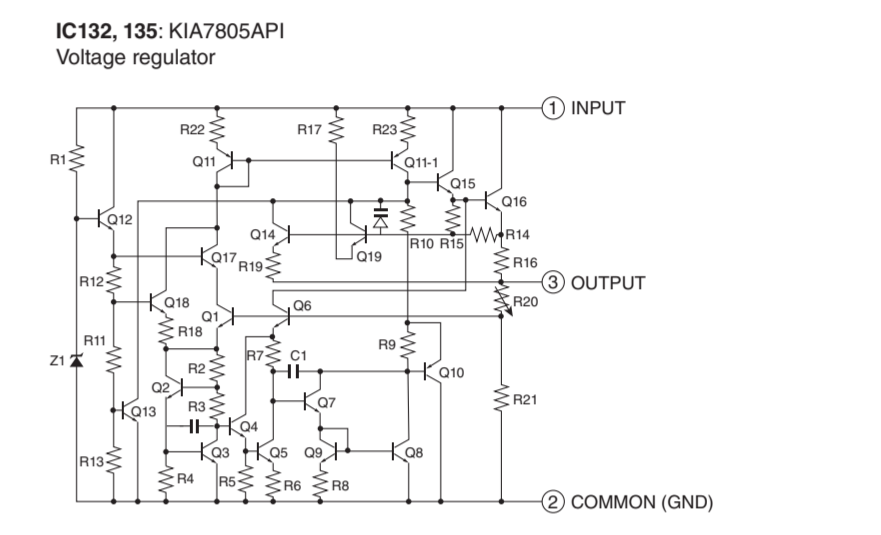 IC132, 135: KIA7805API
Voltage regulator
1 INPUT
R22 R17 R23
R1 Q11 Q11-1
Q15
Q16
Q12
Q14 R10 R15 R14
Q17 R19 Q19 R16
R12 3 OUTPUT
Q18 Q1 Q6 R20
R18
R11 R9
Z1 R2 R7 C1 Q10
Q2
R3 Q7 R21
Q13 Q4
Q3 Q5 Q9 Q8
R13 R4 R5 R6 R8
2 COMMON (GND)